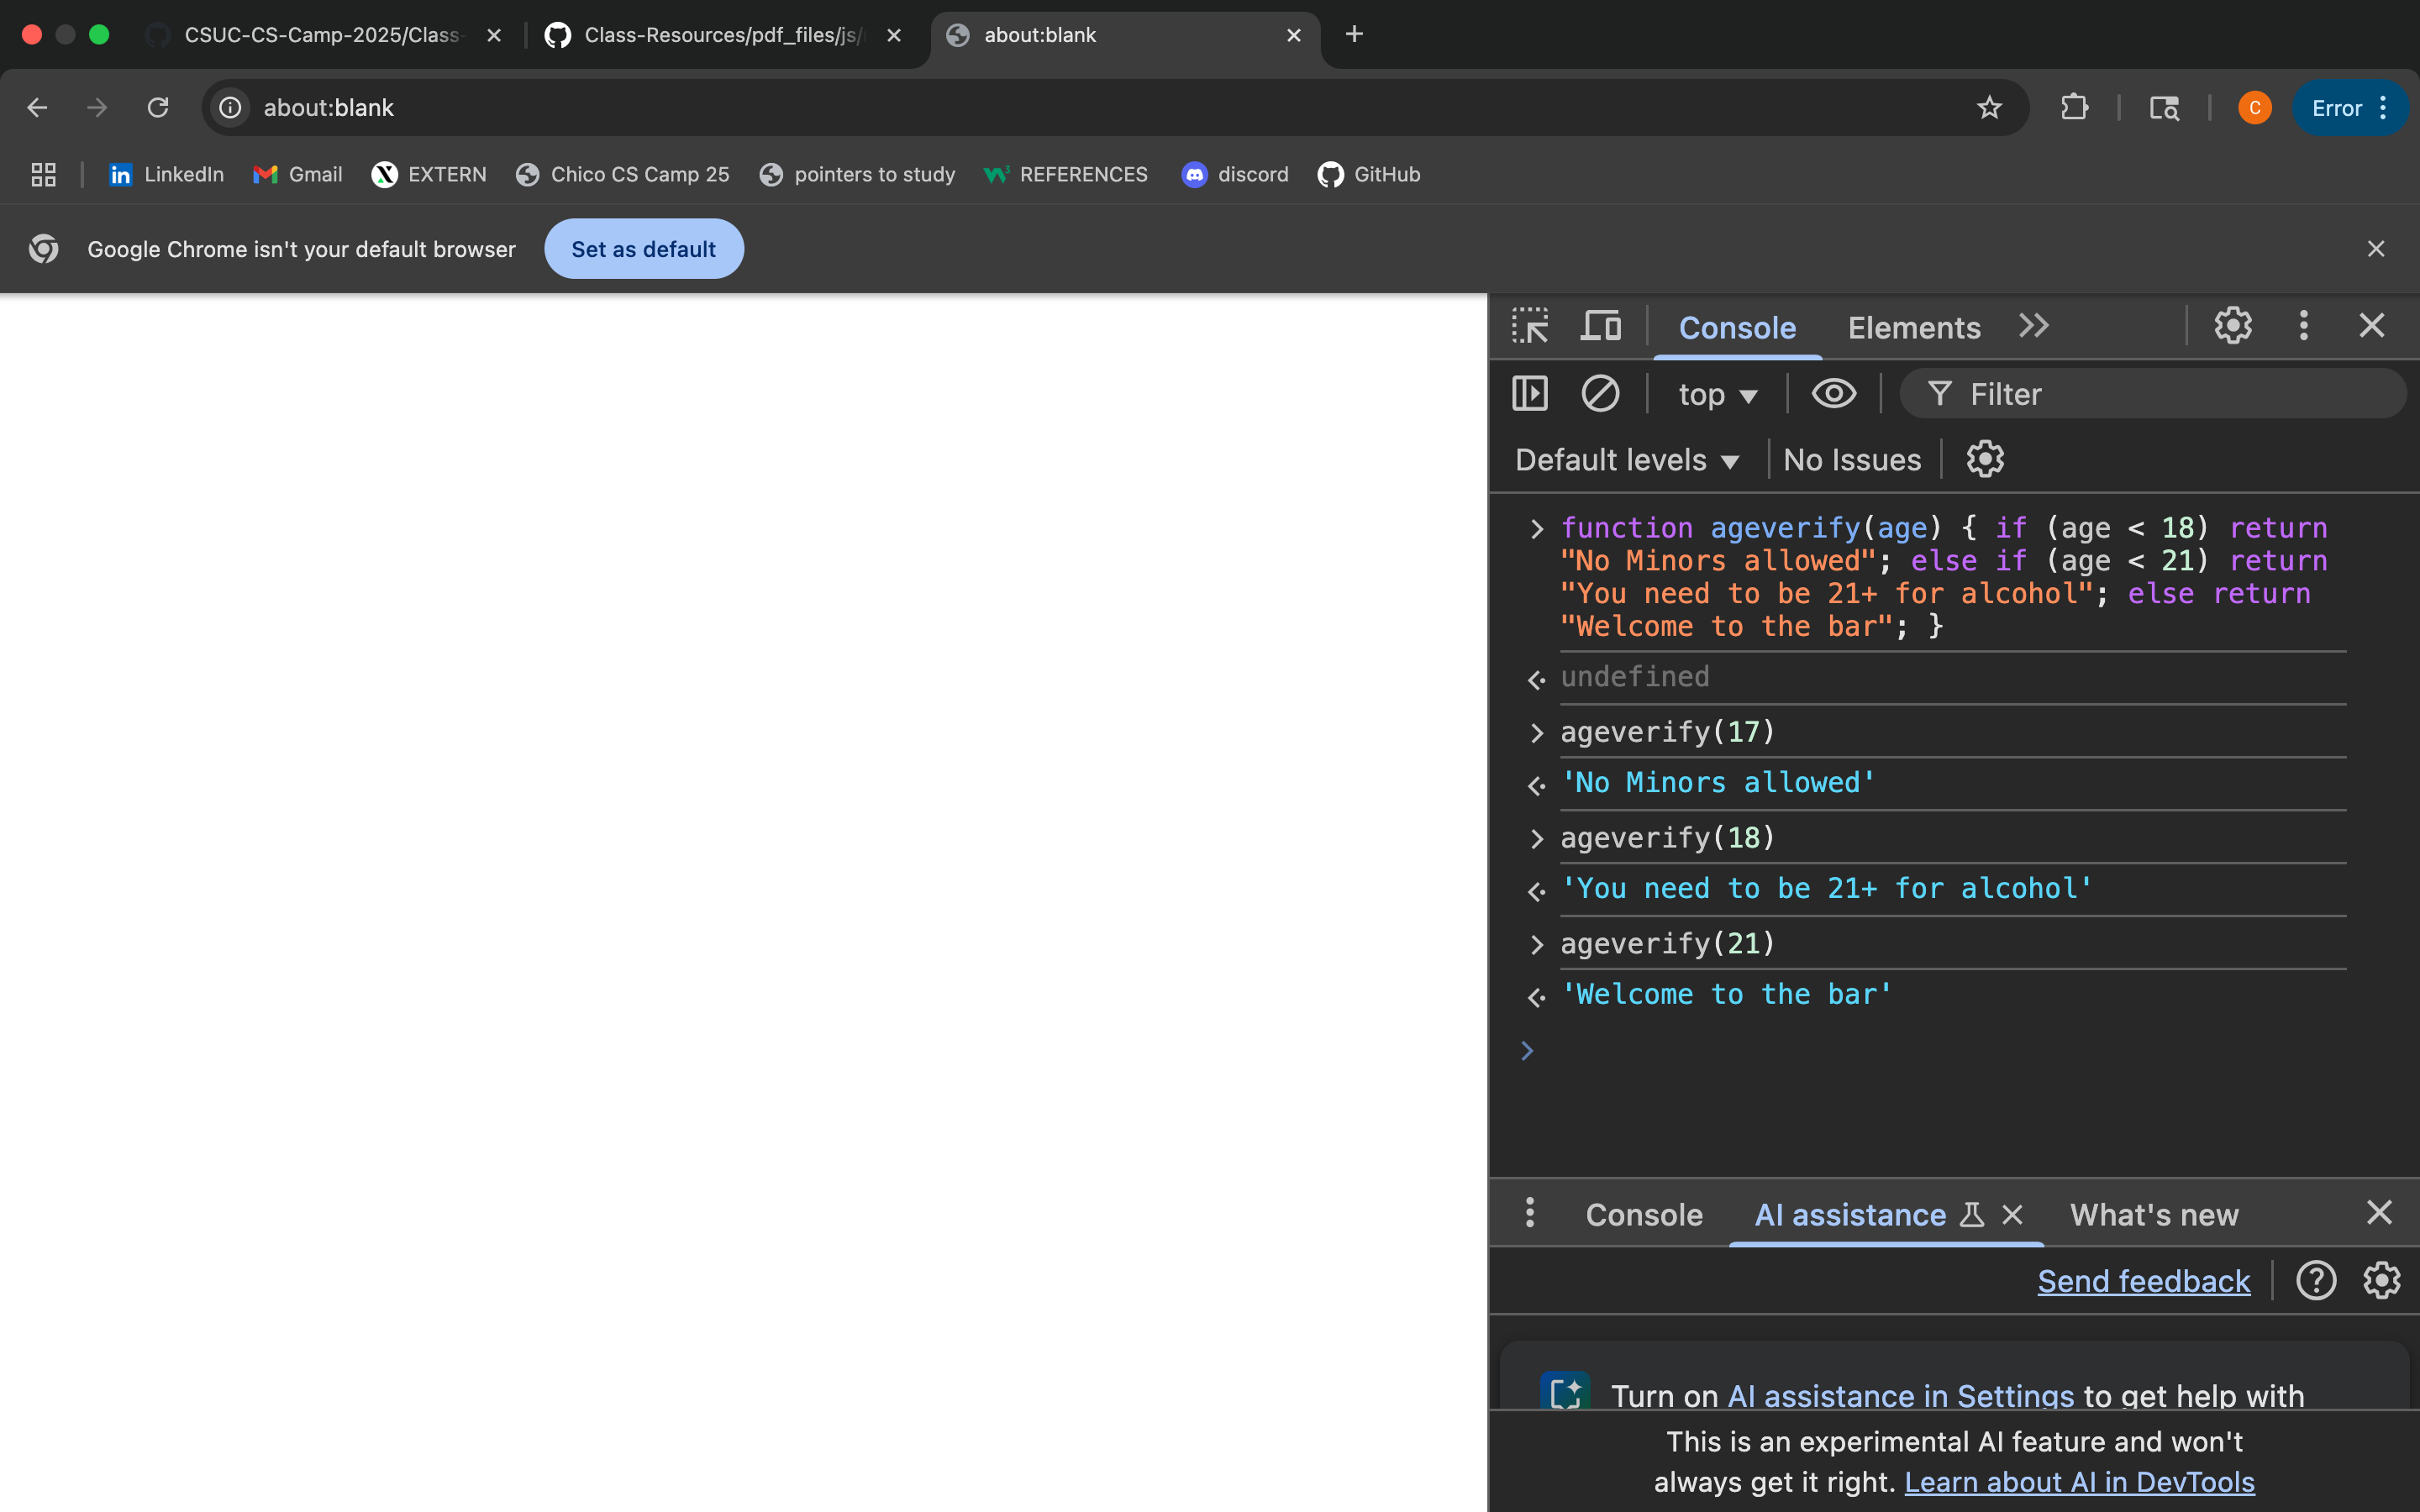 CSUC-CS-Camp-2025/Class-
Class-Resources/pdf_files/js/
about:blank
about:blank
C
Error
LinkedIn
Gmail
EXTERN
Chico CS Camp 25
pointers to study
REFERENCES
discord
GitHub
Google Chrome isn't your default browser
Set as default
Console
Elements
top
Filter
Default levels
No Issues
function ageverify(age) { if (age < 18) return
"No Minors allowed"; else if (age < 21) return
"You need to be 21+ for alcohol"; else return
"Welcome to the bar"; }
undefined
ageverify(17)
'No Minors allowed'
ageverify(18)
'You need to be 21+ for alcohol'
ageverify(21)
'Welcome to the bar'
Console
AI assistance
What's new
Send feedback
Turn on AI assistance in Settings to get help with
This is an experimental AI feature and won't
always get it right. Learn about AI in DevTools